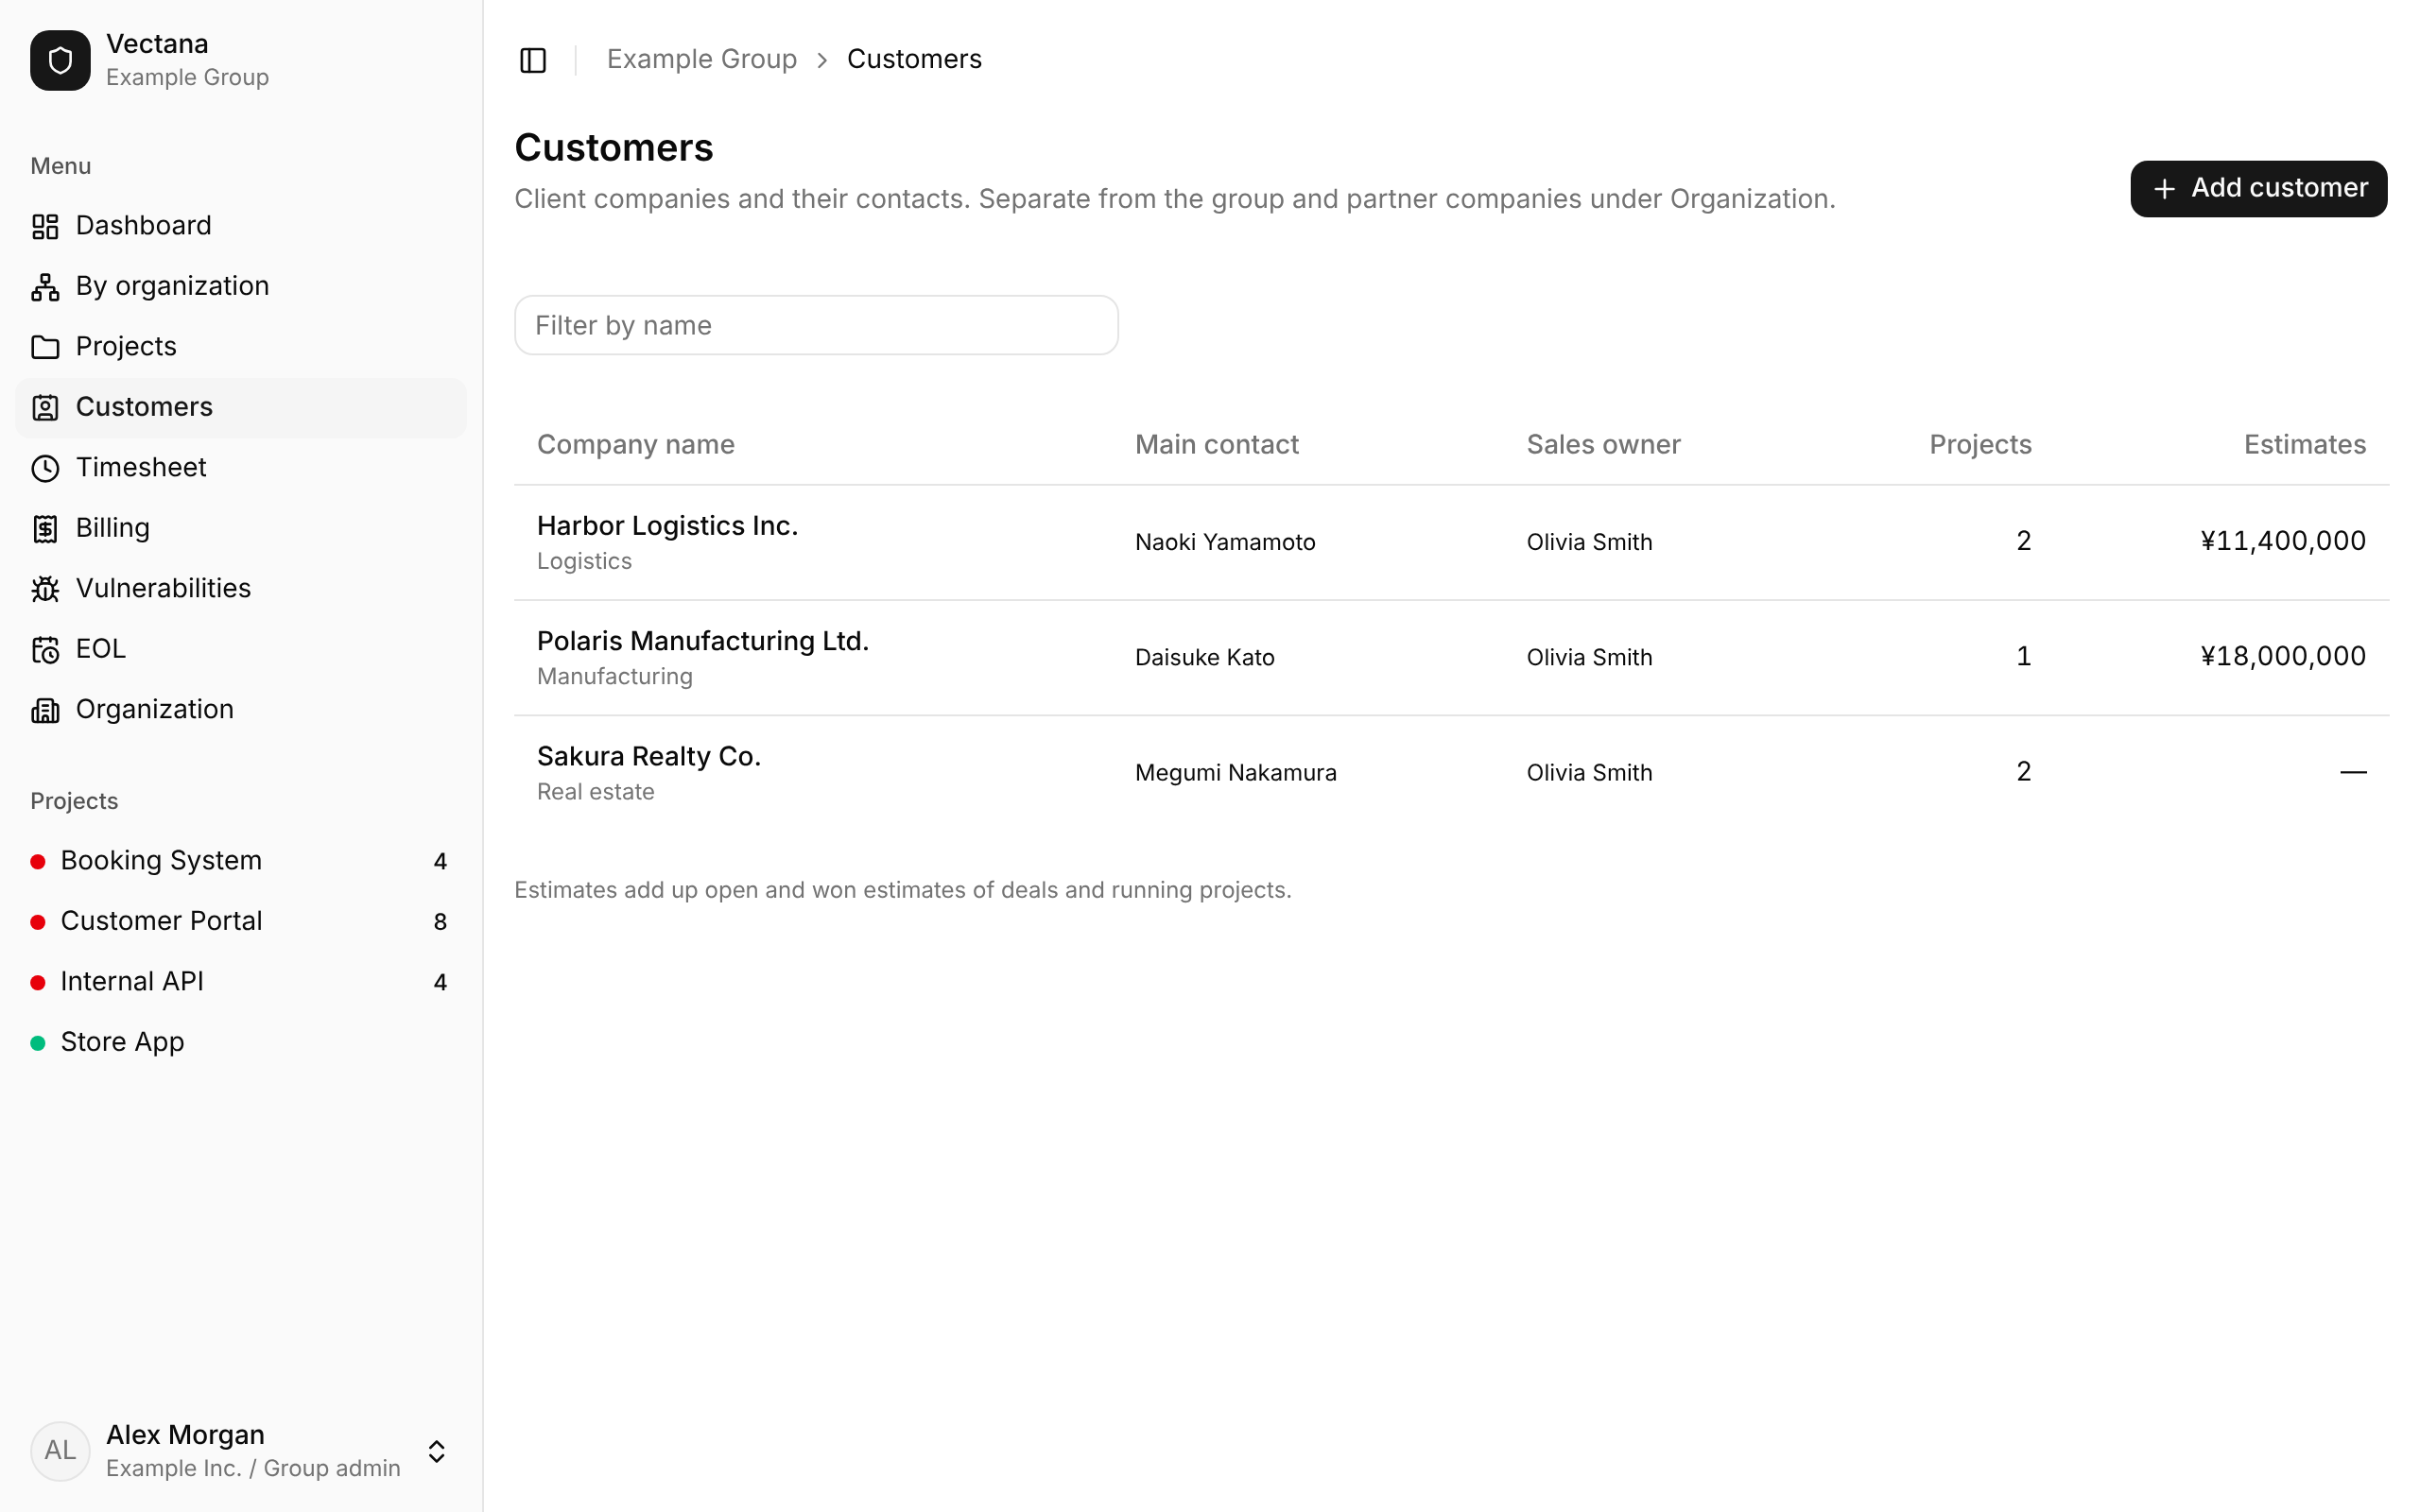 Vectana
Example Group
Menu
Dashboard
By organization
Projects
Customers
Timesheet
Billing
Vulnerabilities
EOL
Organization
Projects
Booking System 4
Customer Portal 8
Internal API 4
Store App
AL
Alex Morgan
Example Inc. / Group admin
Example Group > Customers
Customers
Client companies and their contacts. Separate from the group and partner companies under Organization.
+ Add customer
Filter by name
Company name Main contact Sales owner Projects Estimates
Harbor Logistics Inc.
Logistics
Naoki Yamamoto Olivia Smith 2 ¥11,400,000
Polaris Manufacturing Ltd.
Manufacturing
Daisuke Kato Olivia Smith 1 ¥18,000,000
Sakura Realty Co.
Real estate
Megumi Nakamura Olivia Smith 2 —
Estimates add up open and won estimates of deals and running projects.